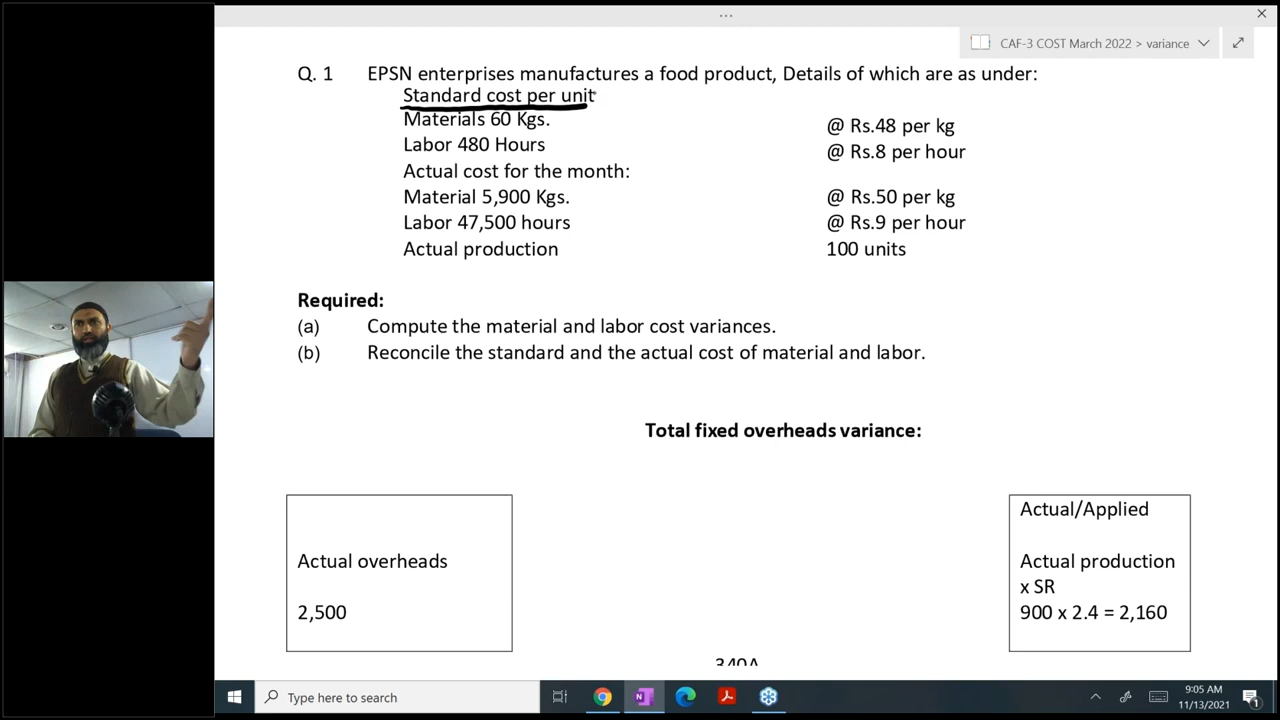 CAF-3 COST March 2022 > variance
Q. 1 EPSN enterprises manufactures a food product, Details of which are as under:
Standard cost per unit
Materials 60 Kgs. @ Rs.48 per kg
Labor 480 Hours @ Rs.8 per hour
Actual cost for the month:
Material 5,900 Kgs. @ Rs.50 per kg
Labor 47,500 hours @ Rs.9 per hour
Actual production 100 units
Required:
(a) Compute the material and labor cost variances.
(b) Reconcile the standard and the actual cost of material and labor.
Total fixed overheads variance:
Actual overheads
2,500
Actual/Applied
Actual production
x SR
900 x 2.4 = 2,160
340A
Type here to search
9:05 AM
11/13/2021
1